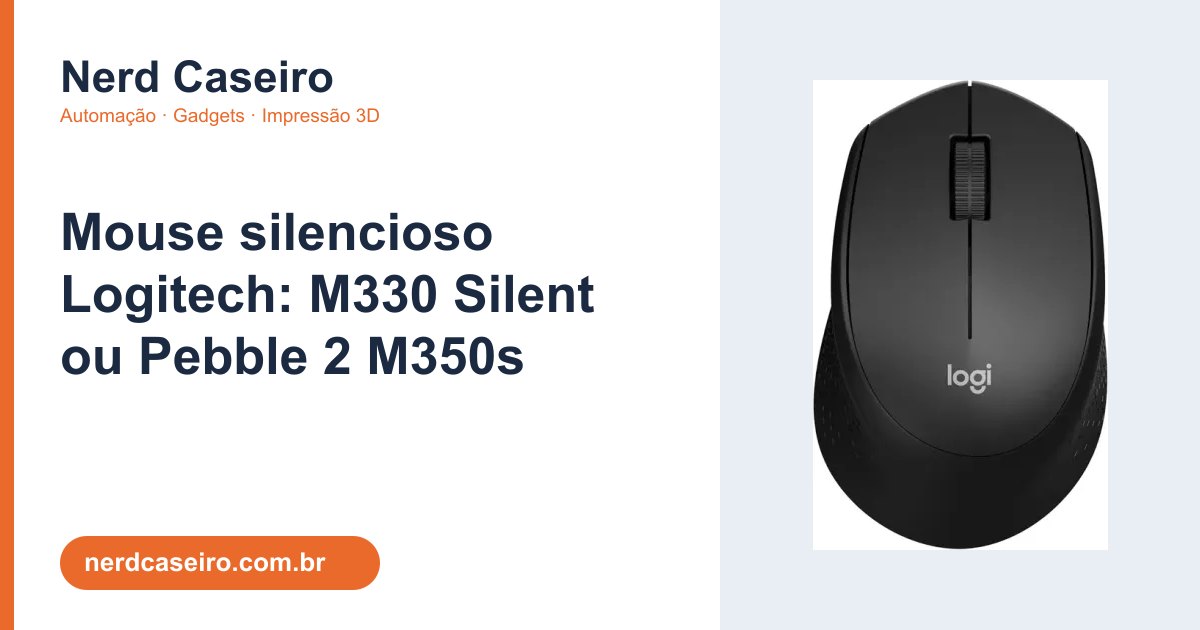 Nerd Caseiro
Automação · Gadgets · Impressão 3D
Mouse silencioso
Logitech: M330 Silent
ou Pebble 2 M350s
nerdcaseiro.com.br
logi